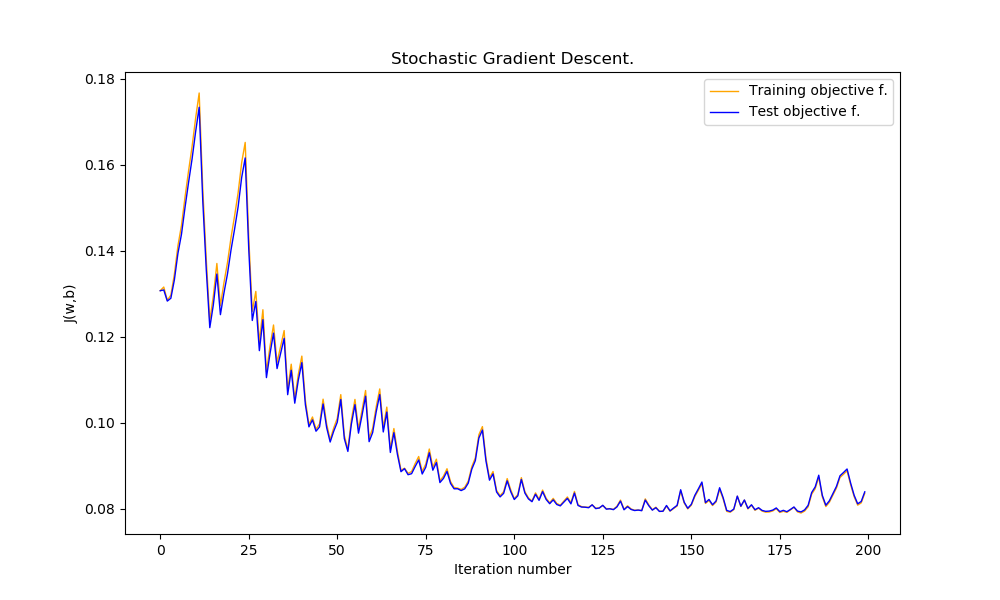 Stochastic Gradient Descent.
Training objective f.
Test objective f.
J(w,b)
0.18
0.16
0.14
0.12
0.10
0.08
0 25 50 75 100 125 150 175 200
Iteration number